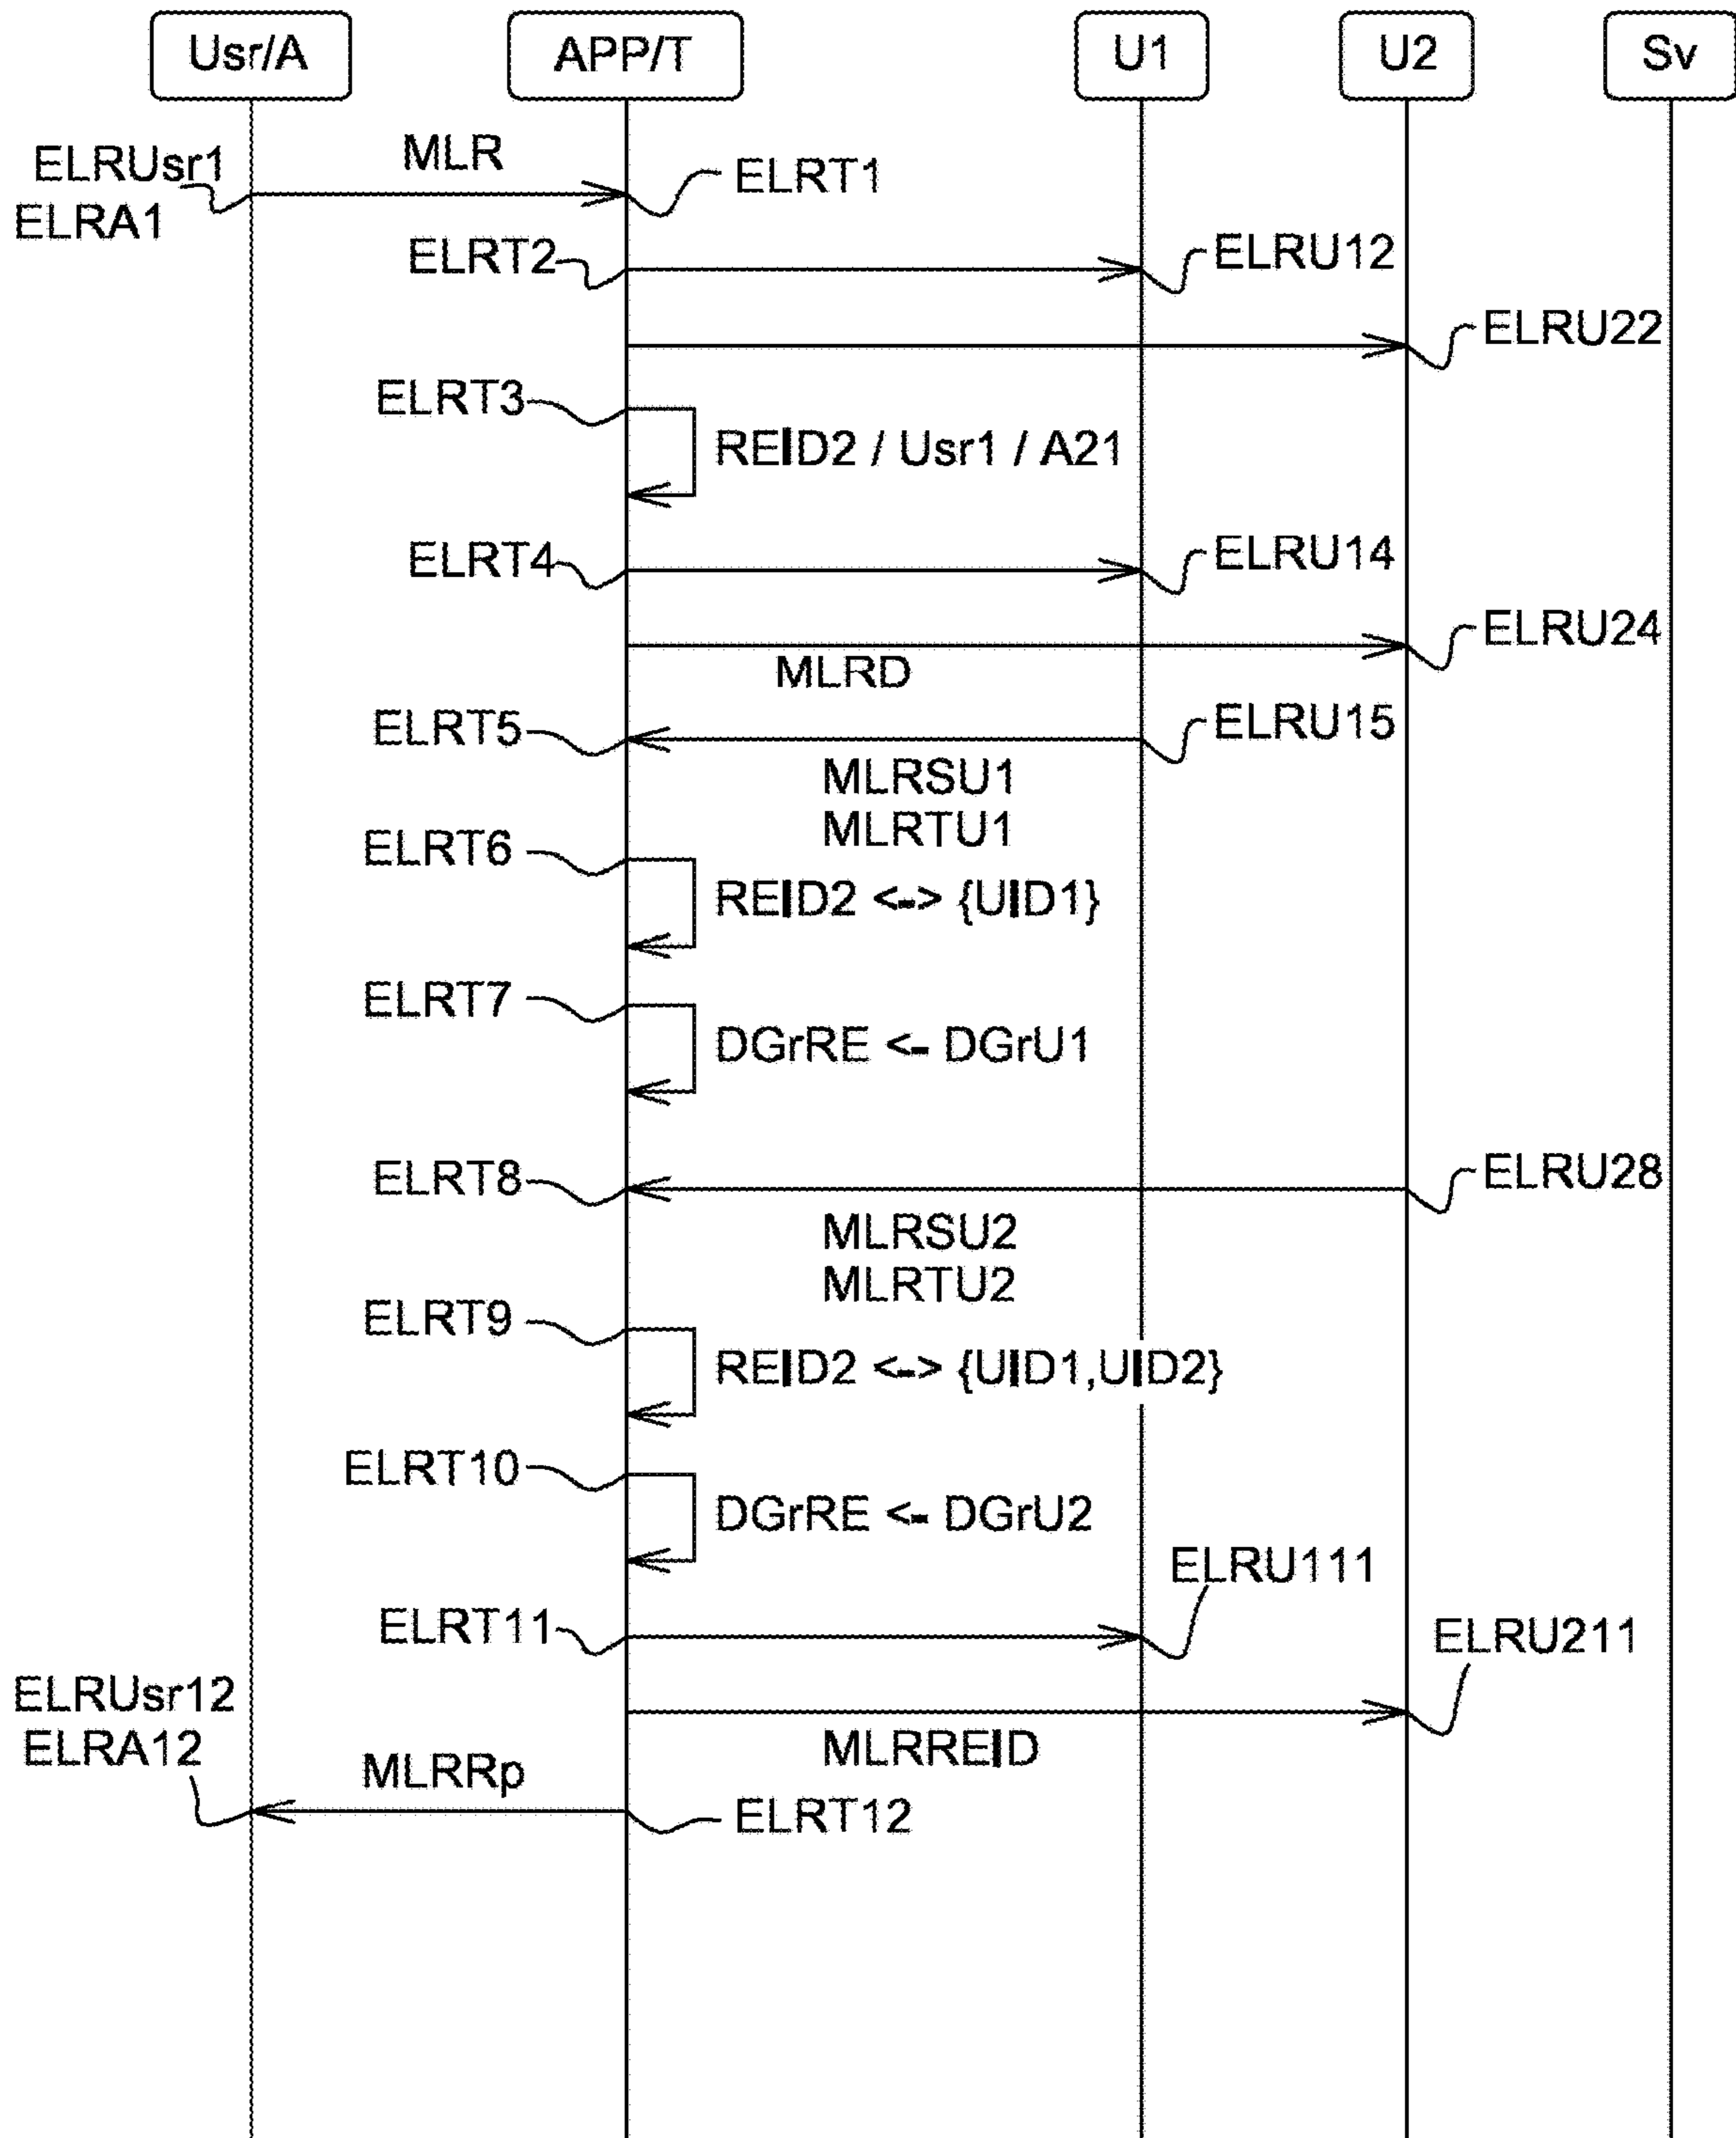 Usr/A
APP/T
U1
U2
Sv
ELRUsr1
ELRA1
MLR
ELRT1
ELRT2
ELRU12
ELRU22
ELRT3
REID2 / Usr1 / A21
ELRT4
ELRU14
ELRU24
MLRD
ELRT5
ELRU15
MLRSU1
MLRTU1
ELRT6
REID2 <-> {UID1}
ELRT7
DGrRE <- DGrU1
ELRT8
ELRU28
MLRSU2
MLRTU2
ELRT9
REID2 <-> {UID1,UID2}
ELRT10
DGrRE <- DGrU2
ELRU111
ELRT11
ELRU211
ELRUsr12
ELRA12
MLRREID
MLRRp
ELRT12